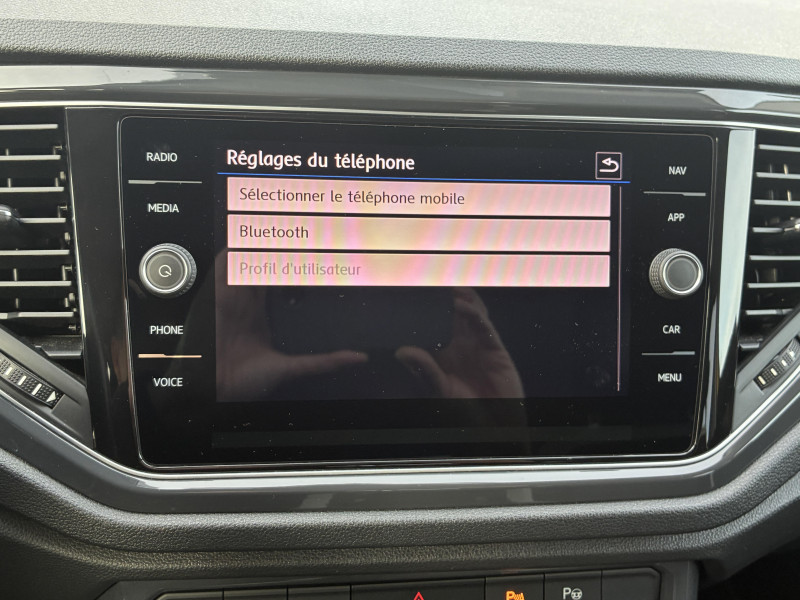 RADIO
MEDIA
PHONE
VOICE
Réglages du téléphone
Sélectionner le téléphone mobile
Bluetooth
Profil d'utilisateur
NAV
APP
CAR
MENU
P